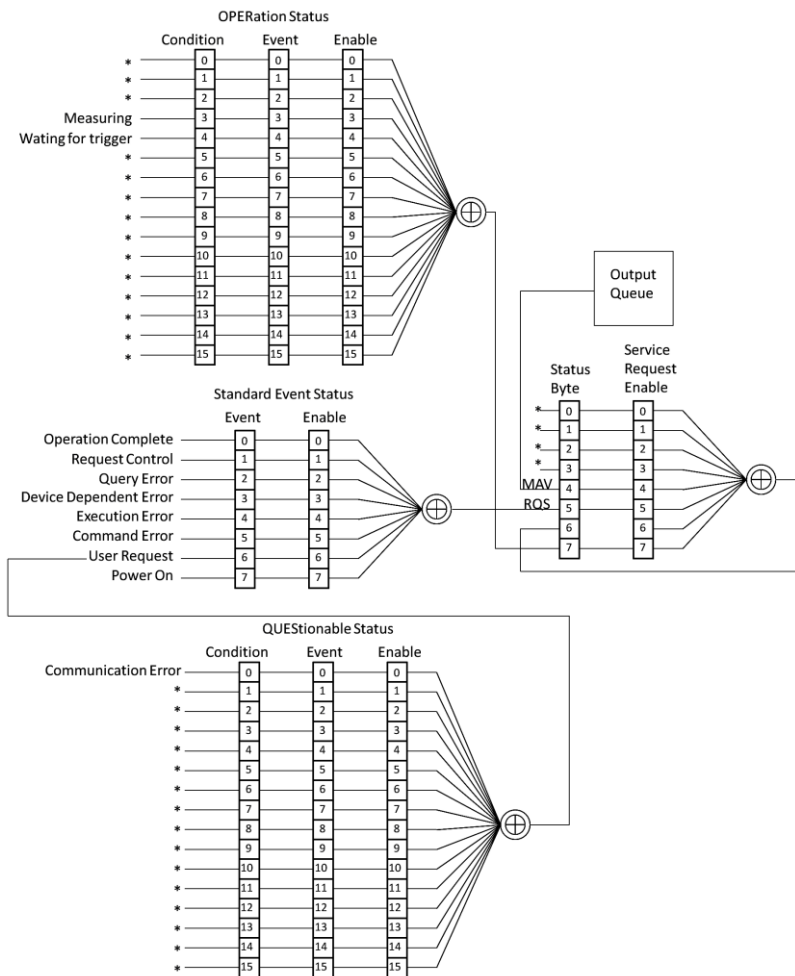 OPERation Status
Condition Event Enable
* 0 0 0
* 1 1 1
* 2 2 2
Measuring 3 3 3
Wating for trigger 4 4 4
* 5 5 5
* 6 6 6
* 7 7 7
* 8 8 8
* 9 9 9
* 10 10 10
* 11 11 11
* 12 12 12
* 13 13 13
* 14 14 14
* 15 15 15
Output
Queue
Status
Byte
Service
Request
Enable
* 0 0
* 1 1
* 2 2
* 3 3
MAV 4 4
RQS 5 5
6 6
7 7
Standard Event Status
Event Enable
Operation Complete 0 0
Request Control 1 1
Query Error 2 2
Device Dependent Error 3 3
Execution Error 4 4
Command Error 5 5
User Request 6 6
Power On 7 7
QUEStionable Status
Condition Event Enable
Communication Error 0 0 0
* 1 1 1
* 2 2 2
* 3 3 3
* 4 4 4
* 5 5 5
* 6 6 6
* 7 7 7
* 8 8 8
* 9 9 9
* 10 10 10
* 11 11 11
* 12 12 12
* 13 13 13
* 14 14 14
* 15 15 15